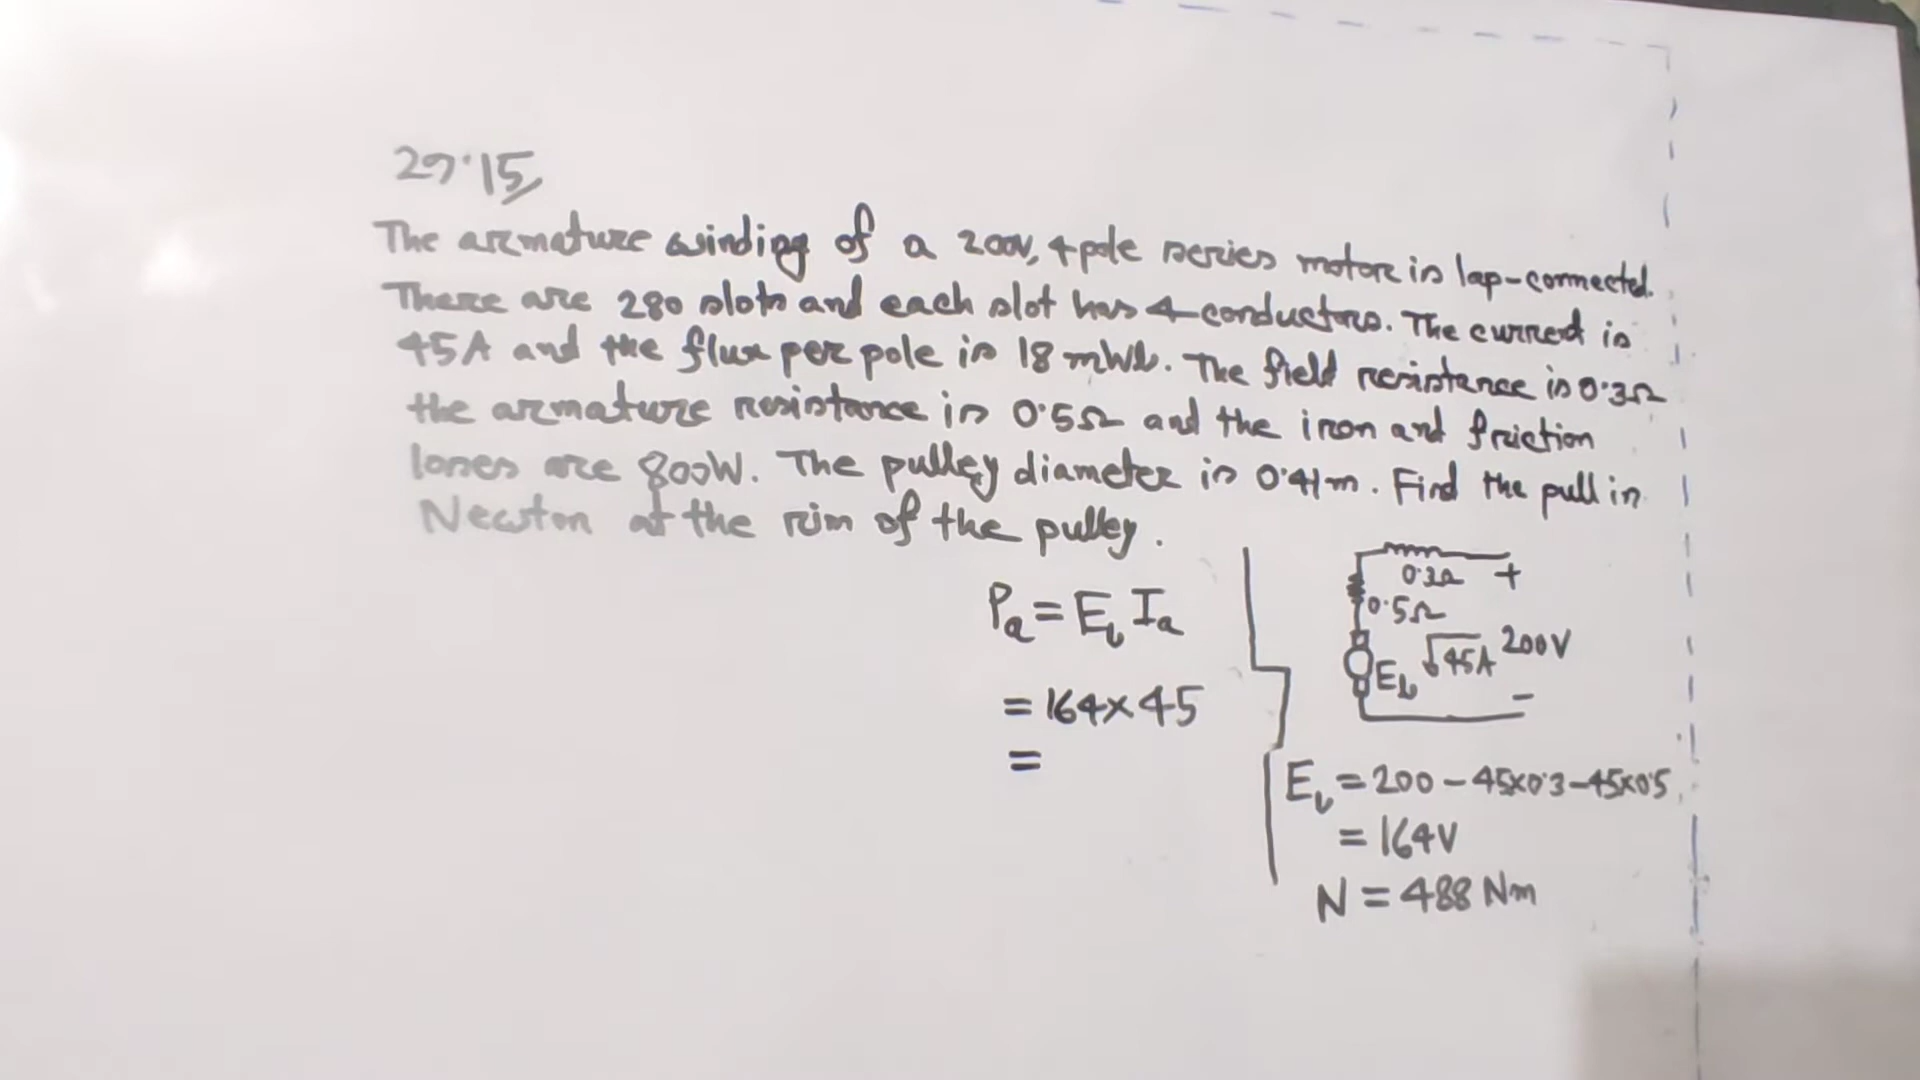 29.15
The armature winding of a 200V, 4 pole series motor is lap-connected.
There are 280 slots and each slot has 4 conductors. The current is
45A and the flux per pole is 18 mWb. The field resistance is 0.3Ω
the armature resistance is 0.5Ω and the iron and friction
losses are 800W. The pulley diameter is 0.41m. Find the pull in
Newton at the rim of the pulley.
Pa = Eb Ia
= 164×45
=
0.3Ω +
0.5Ω
Eb 45A 200V
-
Eb = 200 - 45×0.3 - 45×0.5
= 164V
N = 488 Nm